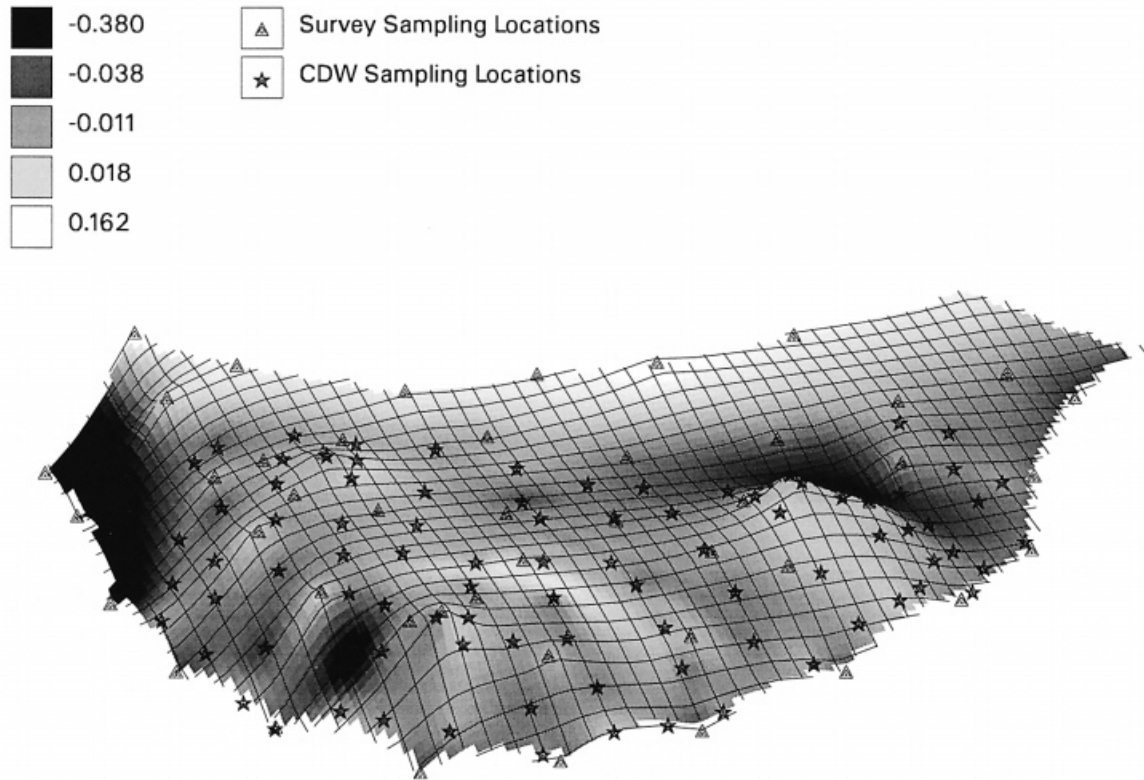 -0.380
-0.038
-0.011
0.018
0.162
Survey Sampling Locations
CDW Sampling Locations